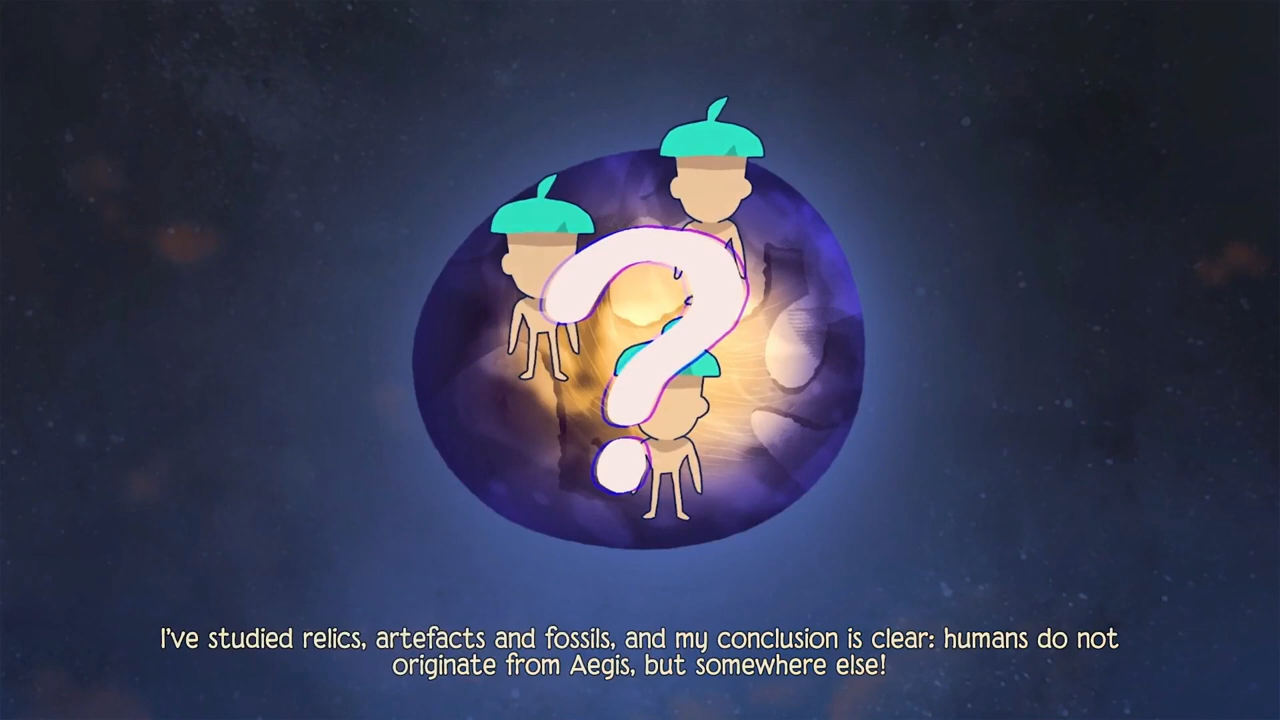 ?
I've studied relics, artefacts and fossils, and my conclusion is clear: humans do not
originate from Aegis, but somewhere else!